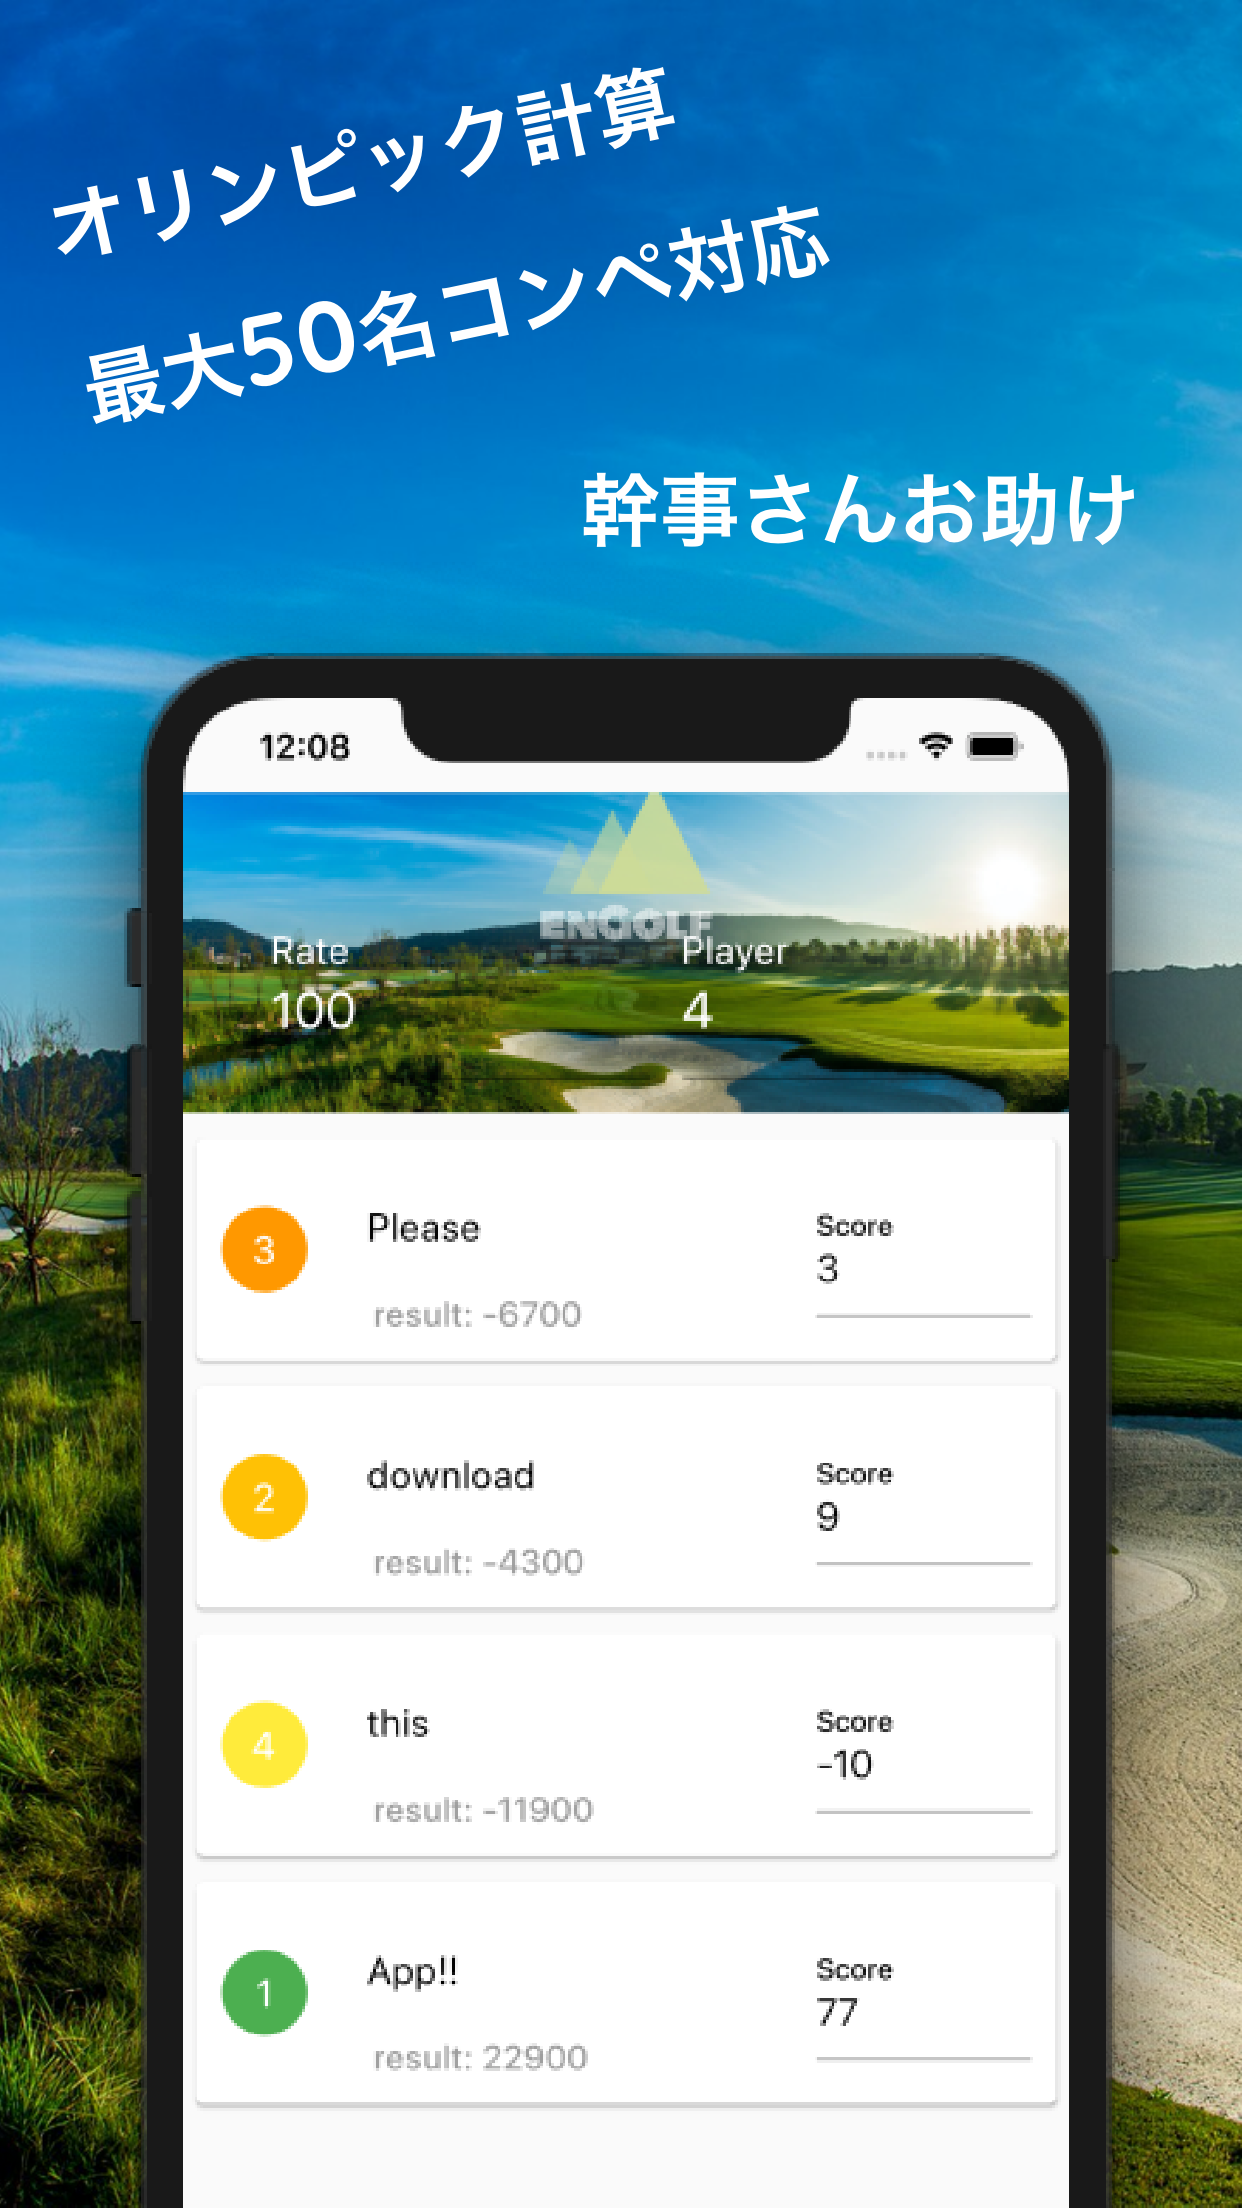 オリンピック計算
最大50名コンペ対応
幹事さんお助け
12:08
ENGOLF
Rate
Player
100
4
3
Please
Score
3
result: -6700
2
download
Score
9
result: -4300
4
this
Score
-10
result: -11900
1
App!!
Score
77
result: 22900